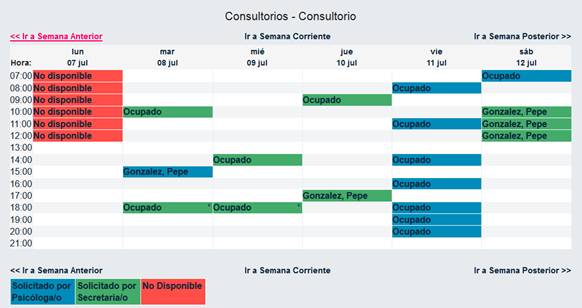 Consultorios - Consultorio
<< Ir a Semana Anterior Ir a Semana Corriente Ir a Semana Posterior >>
lun mar mié jue vie sáb
Hora: 07 jul 08 jul 09 jul 10 jul 11 jul 12 jul
07:00 No disponible Ocupado
08:00 No disponible Ocupado
09:00 No disponible Ocupado
10:00 No disponible Ocupado Gonzalez, Pepe
11:00 No disponible Ocupado Gonzalez, Pepe
12:00 No disponible Gonzalez, Pepe
13:00
14:00 Ocupado Ocupado
15:00 Gonzalez, Pepe
16:00 Ocupado
17:00 Gonzalez, Pepe
18:00 Ocupado * Ocupado * Ocupado
19:00 Ocupado
20:00 Ocupado
21:00
<< Ir a Semana Anterior Ir a Semana Corriente Ir a Semana Posterior >>
Solicitado por Solicitado por No Disponible
Psicóloga/o Secretaria/o